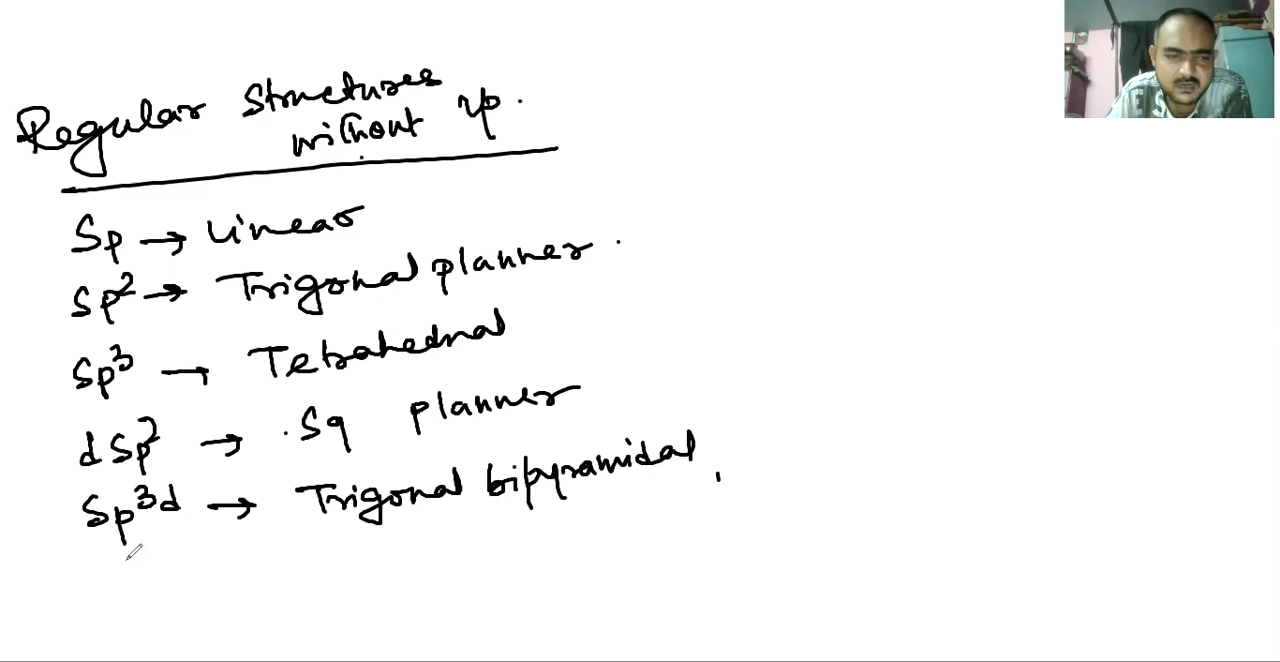 Regular Structures
without lp.
Sp → Linear
Sp² → Trigonal planner.
Sp³ → Tetrahedral
dSp² → Sq planner
Sp³d → Trigonal bipyramidal,